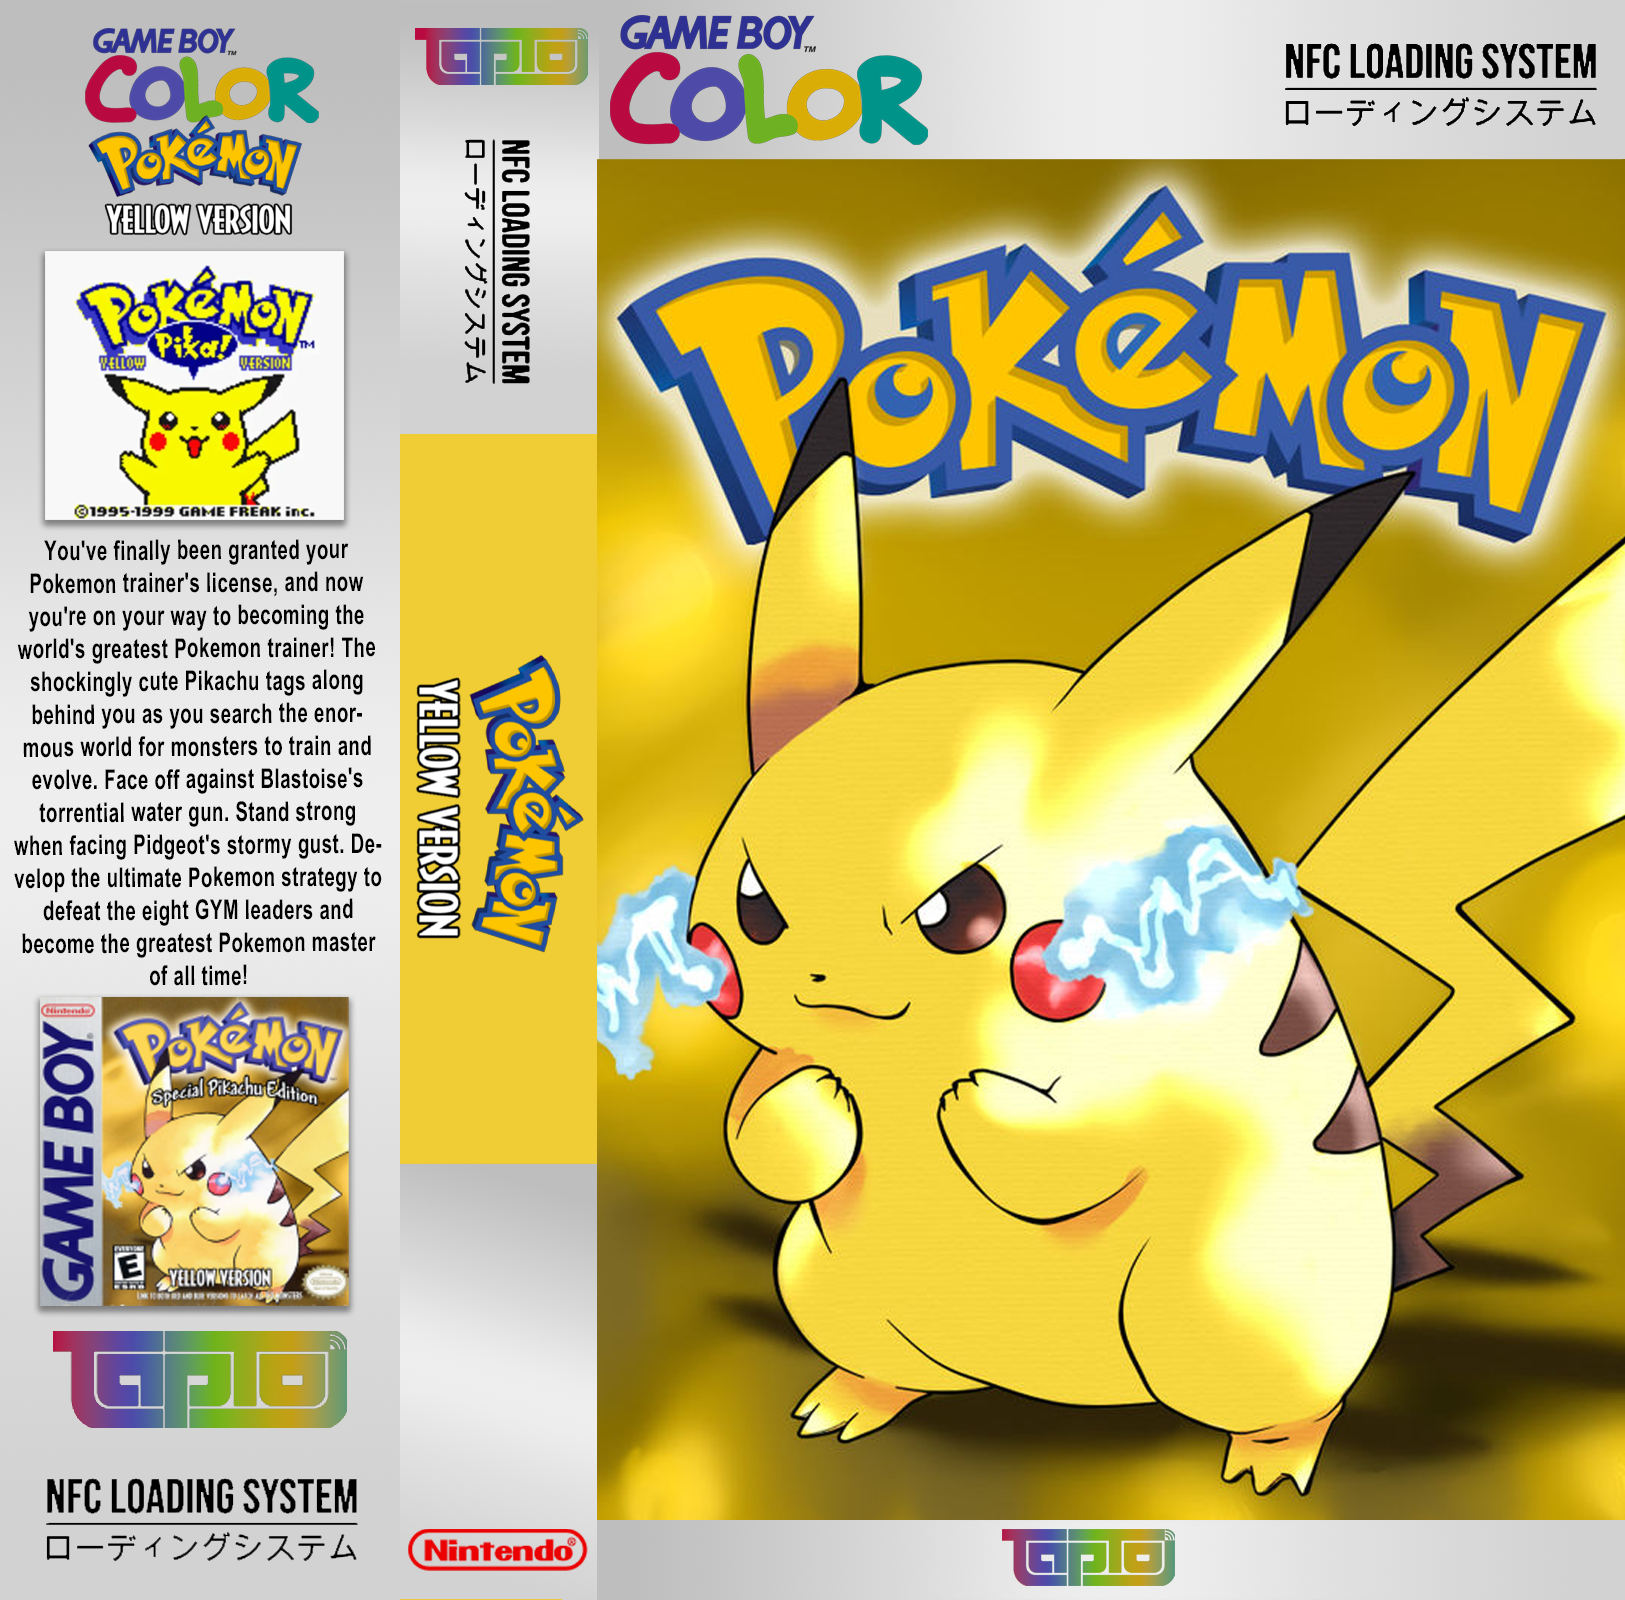 GAME BOY™
COLOR
POKéMON
YELLOW VERSION
POKéMON
Pika!
™
YELLOW VERSION
©1995-1999 GAME FREAK inc.
You've finally been granted your
Pokemon trainer's license, and now
you're on your way to becoming the
world's greatest Pokemon trainer! The
shockingly cute Pikachu tags along
behind you as you search the enor-
mous world for monsters to train and
evolve. Face off against Blastoise's
torrential water gun. Stand strong
when facing Pidgeot's stormy gust. De-
velop the ultimate Pokemon strategy to
defeat the eight GYM leaders and
become the greatest Pokemon master
of all time!
Nintendo
GAME BOY
POKéMON
Special Pikachu Edition
EVERYONE
E
ESRB
YELLOW VERSION
TapTo
NFC LOADING SYSTEM
ローディングシステム
TapTo
NFC LOADING SYSTEM
ローディングシステム
POKéMON
YELLOW VERSION
Nintendo®
GAME BOY™
COLOR
NFC LOADING SYSTEM
ローディングシステム
POKéMON
TapTo